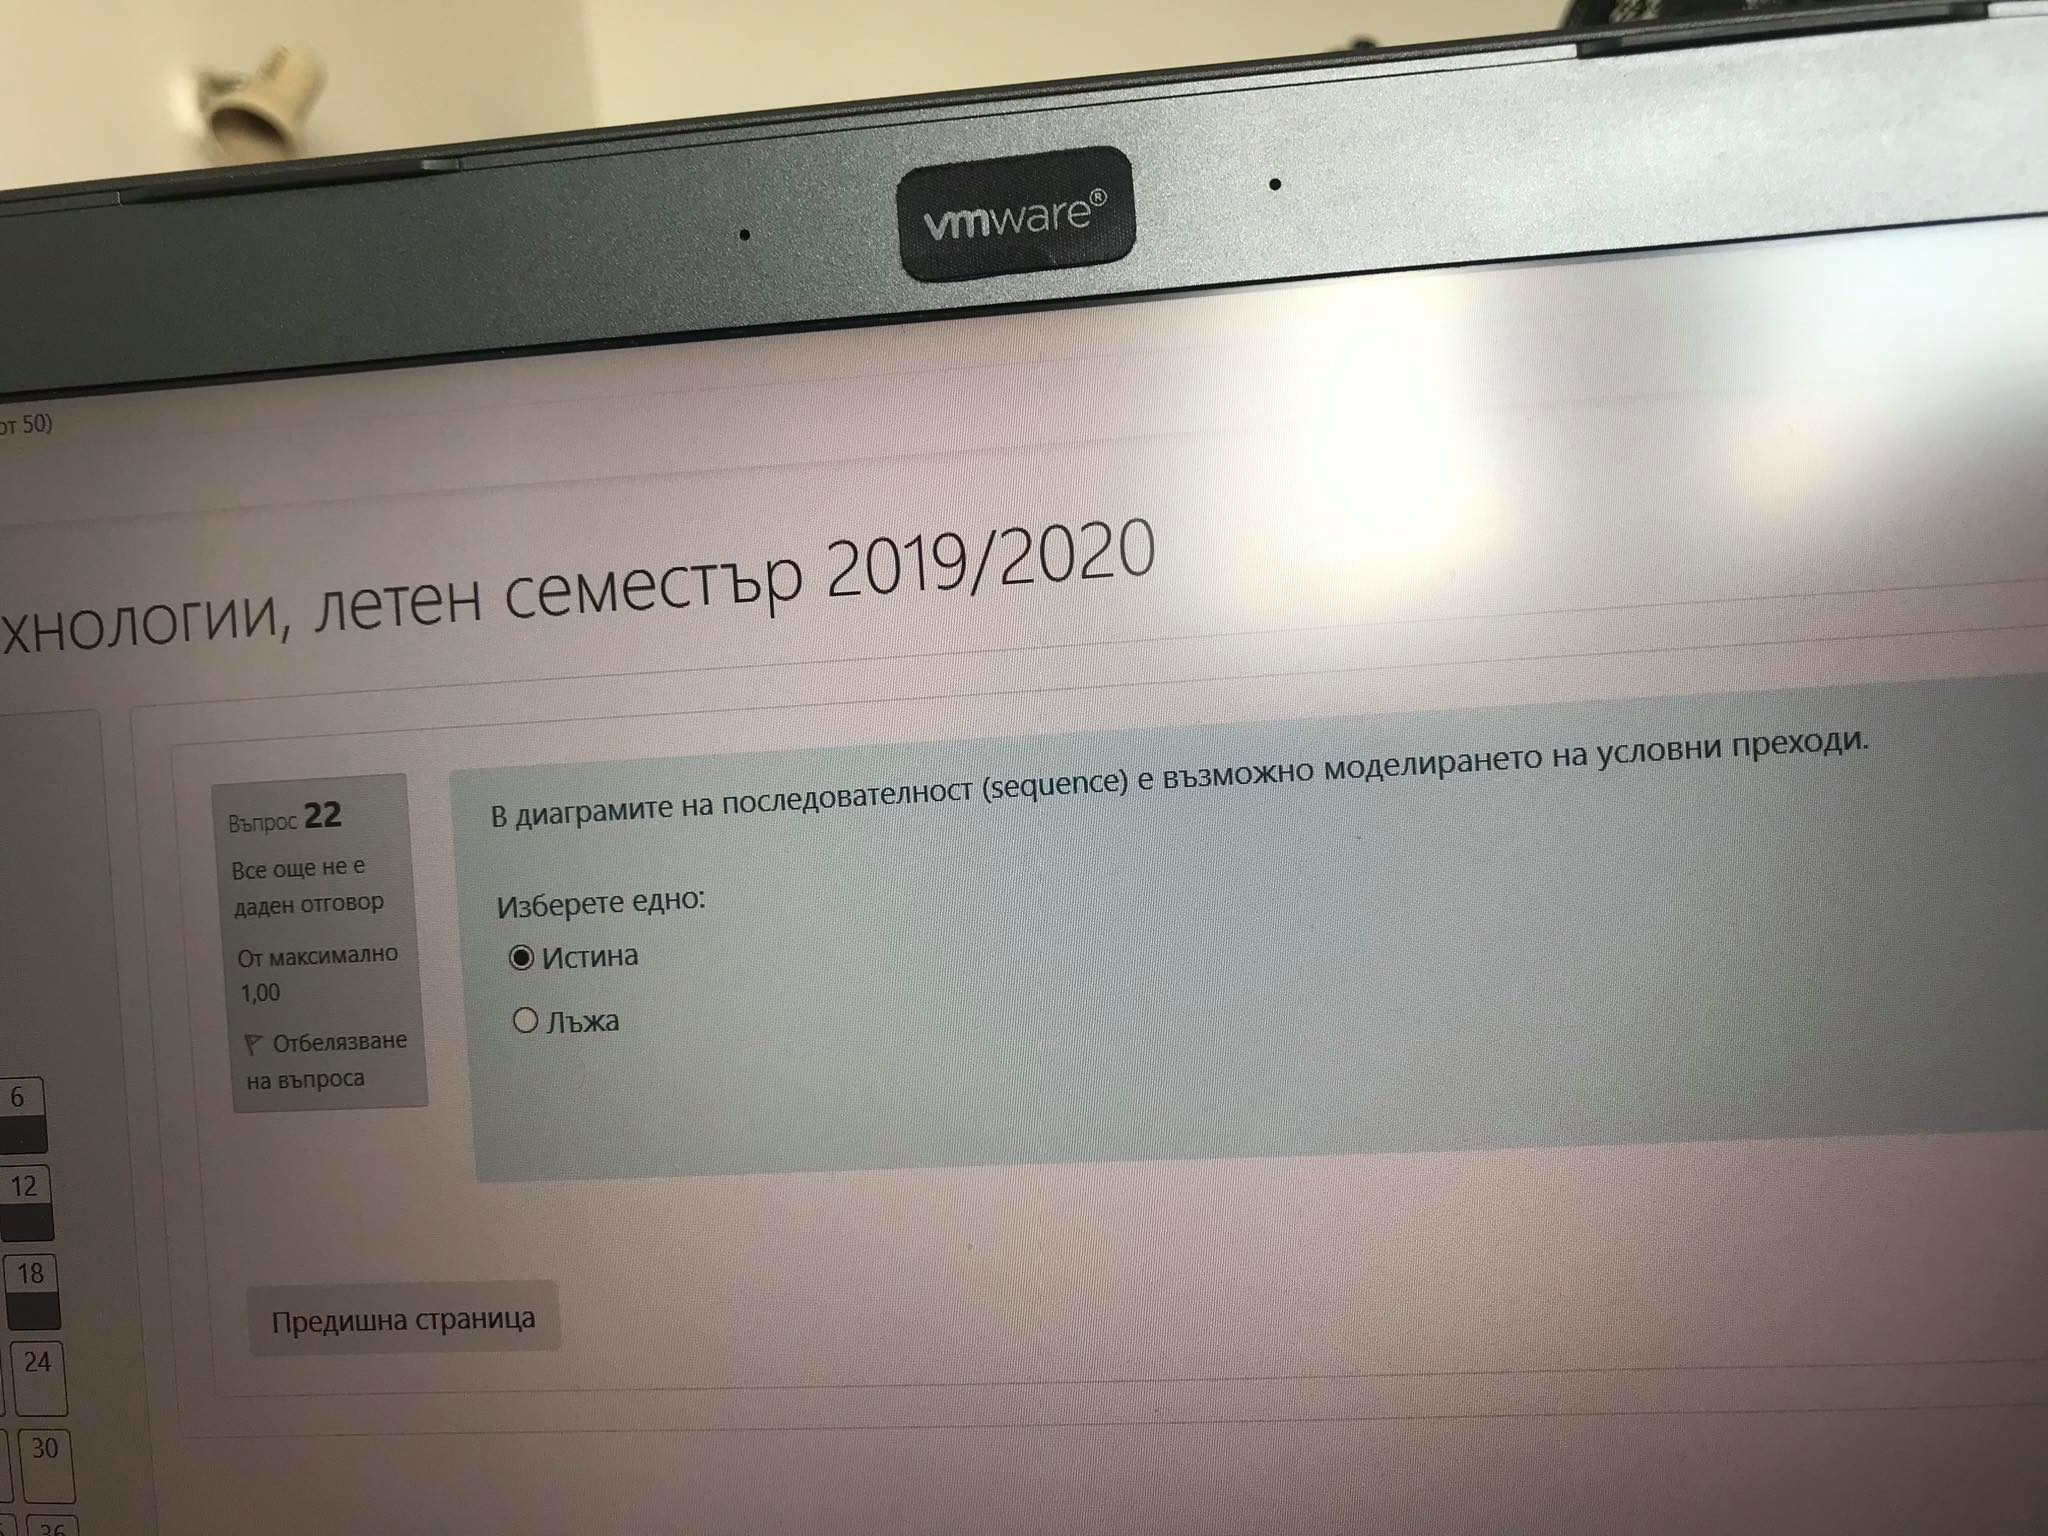 vmware®
от 50)
хнологии, летен семестър 2019/2020
Въпрос 22
Все още не е
даден отговор
От максимално
1,00
Отбелязване
на въпроса
В диаграмите на последователност (sequence) е възможно моделирането на условни преходи.
Изберете едно:
Истина
Лъжа
Предишна страница
6
12
18
24
30
36